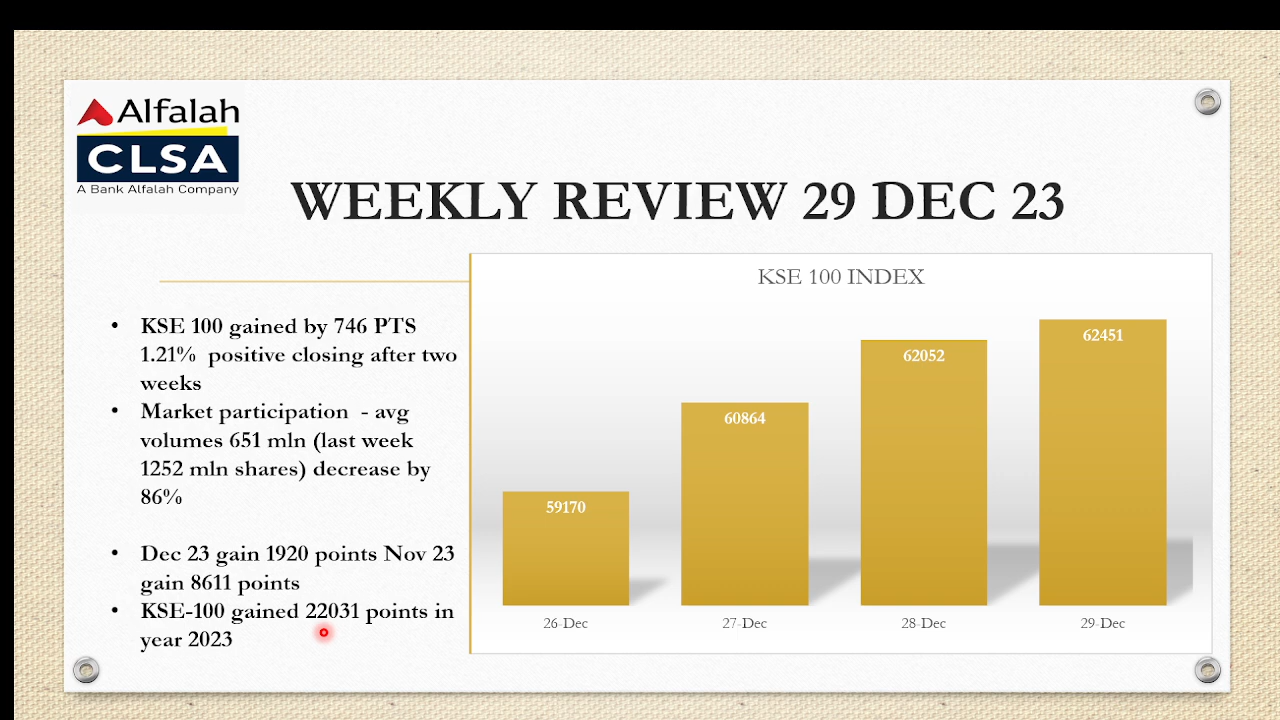 Alfalah
CLSA
A Bank Alfalah Company
WEEKLY REVIEW 29 DEC 23
• KSE 100 gained by 746 PTS
1.21% positive closing after two
weeks
• Market participation - avg
volumes 651 mln (last week
1252 mln shares) decrease by
86%
• Dec 23 gain 1920 points Nov 23
gain 8611 points
• KSE-100 gained 22031 points in
year 2023
KSE 100 INDEX
59170
60864
62052
62451
26-Dec
27-Dec
28-Dec
29-Dec